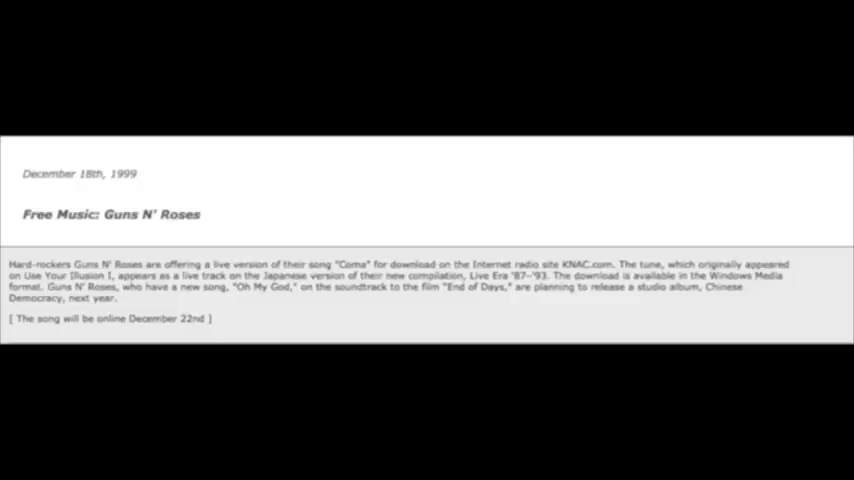 December 18th, 1999
Free Music: Guns N' Roses
Hard-rockers Guns N' Roses are offering a live version of their song "Coma" for download on the Internet radio site KNAC.com. The tune, which originally appeared
on Use Your Illusion I, appears as a live track on the Japanese version of their new compilation, Live Era '87--'93. The download is available in the Windows Media
format. Guns N' Roses, who have a new song, "Oh My God," on the soundtrack to the film "End of Days," are planning to release a studio album, Chinese
Democracy, next year.
[ The song will be online December 22nd ]